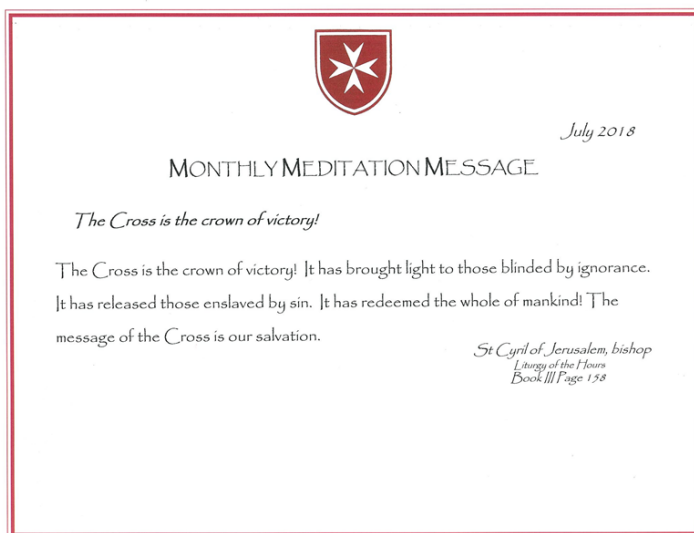 July 2018
MONTHLY MEDITATION MESSAGE
The Cross is the crown of victory!
The Cross is the crown of victory! It has brought light to those blinded by ignorance.
It has released those enslaved by sin. It has redeemed the whole of mankind! The
message of the Cross is our salvation.
St Cyril of Jerusalem, bishop
Liturgy of the Hours
Book III Page 158